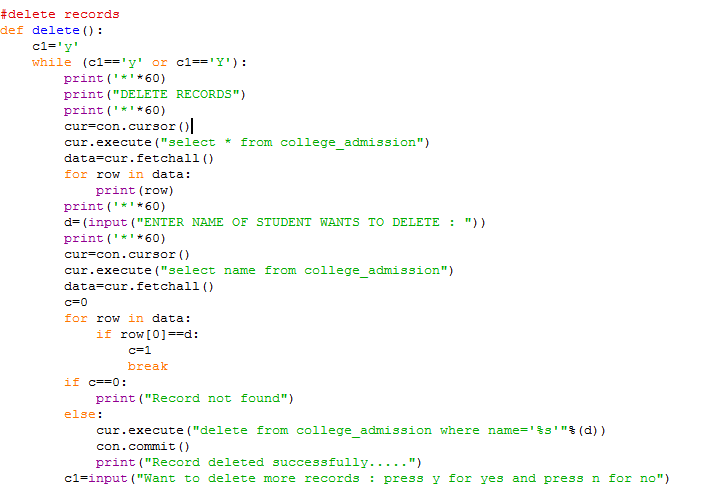 #delete records
def delete():
    c1='y'
    while (c1=='y' or c1=='Y'):
        print('*'*60)
        print("DELETE RECORDS")
        print('*'*60)
        cur=con.cursor()
        cur.execute("select * from college_admission")
        data=cur.fetchall()
        for row in data:
            print(row)
        print('*'*60)
        d=(input("ENTER NAME OF STUDENT WANTS TO DELETE : "))
        print('*'*60)
        cur=con.cursor()
        cur.execute("select name from college_admission")
        data=cur.fetchall()
        c=0
        for row in data:
            if row[0]==d:
                c=1
                break
        if c==0:
            print("Record not found")
        else:
            cur.execute("delete from college_admission where name='%s'"%(d))
            con.commit()
            print("Record deleted successfully.....")
        c1=input("Want to delete more records : press y for yes and press n for no")